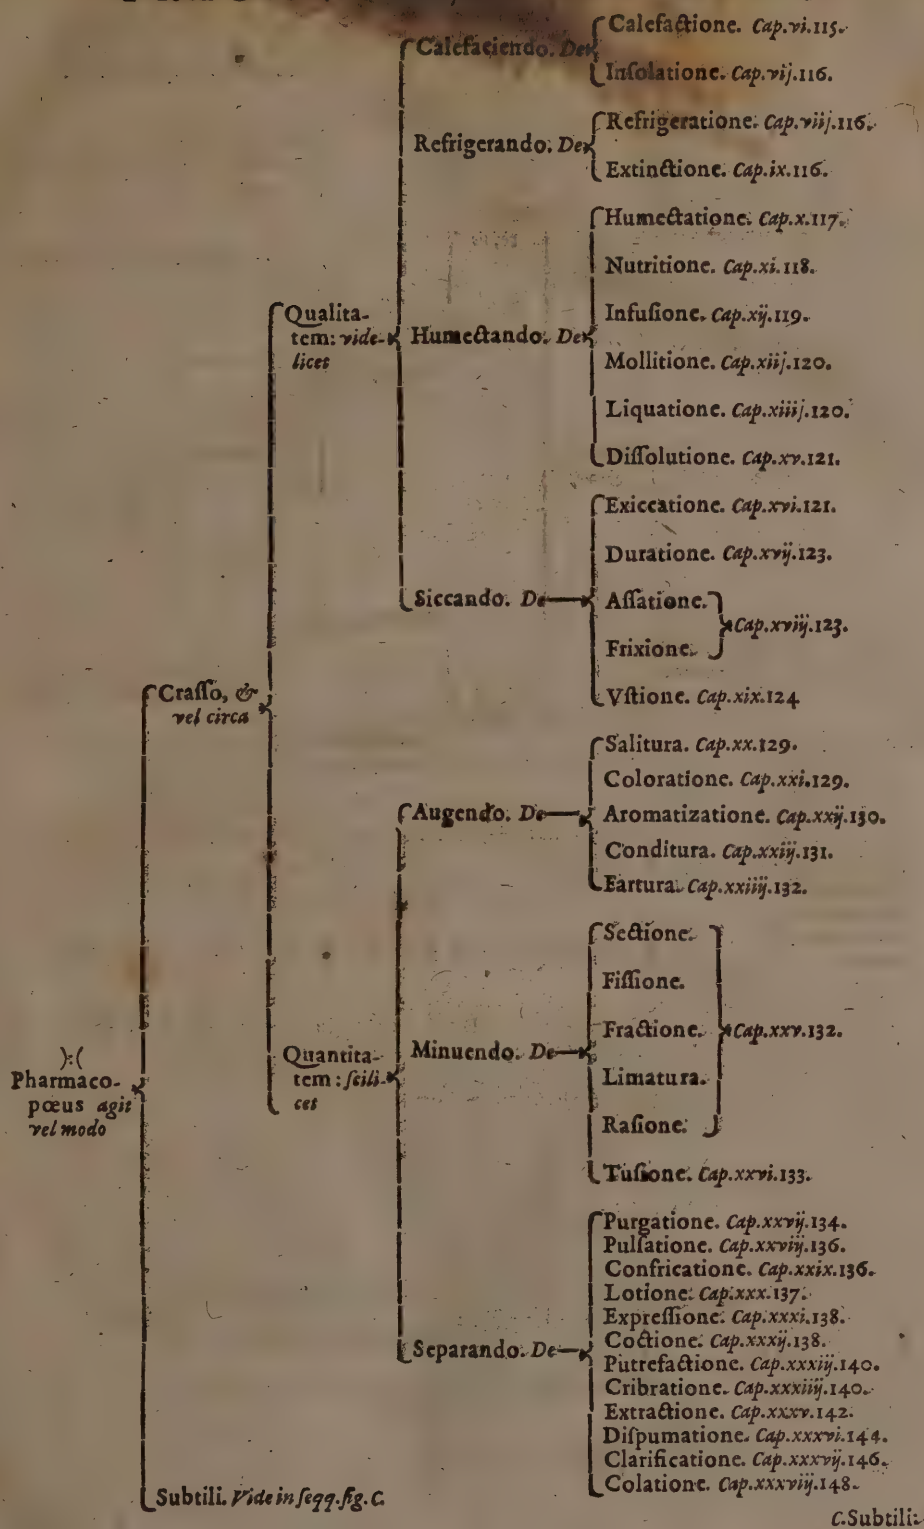 Calefaciendo. De
Calefactione. Cap.vi.115.
Insolatione. Cap.vij.116.
Refrigerando. De
Refrigeratione. Cap.viij.116.
Extinctione. Cap.ix.116.
Qualita-
tem: vide-
licet
Humectando. De
Humectatione. Cap.x.117.
Nutritione. Cap.xi.118.
Infusione. Cap.xij.119.
Mollitione. Cap.xiij.120.
Liquatione. Cap.xiiij.120.
Dissolutione. Cap.xv.121.
Siccando. De
Exiccatione. Cap.xvi.121.
Duratione. Cap.xvij.123.
Assatione.
Frixione.
Cap.xviij.123.
Vstione. Cap.xix.124
Crasso, &
vel circa
Augendo. De
Salitura. Cap.xx.129.
Coloratione. Cap.xxi.129.
Aromatizatione. Cap.xxij.130.
Conditura. Cap.xxiij.131.
Fartura. Cap.xxiiij.132.
):(
Pharmaco-
pœus agit
vel modo
Quantita-
tem: scili-
cet
Minuendo. De
Sectione.
Fissione.
Fractione.
Limatura.
Rasione.
Cap.xxv.132.
Tusione. Cap.xxvi.133.
Separando. De
Purgatione. Cap.xxvij.134.
Pulsatione. Cap.xxviij.136.
Confricatione. Cap.xxix.136.
Lotione. Cap.xxx.137.
Expressione. Cap.xxxi.138.
Coctione. Cap.xxxij.138.
Putrefactione. Cap.xxxiij.140.
Cribratione. Cap.xxxiiij.140.
Extractione. Cap.xxxv.142.
Dispumatione. Cap.xxxvi.144.
Clarificatione. Cap.xxxvij.146.
Colatione. Cap.xxxviij.148.
Subtili. Vide in seqq. fig. C.
C.Subtili: